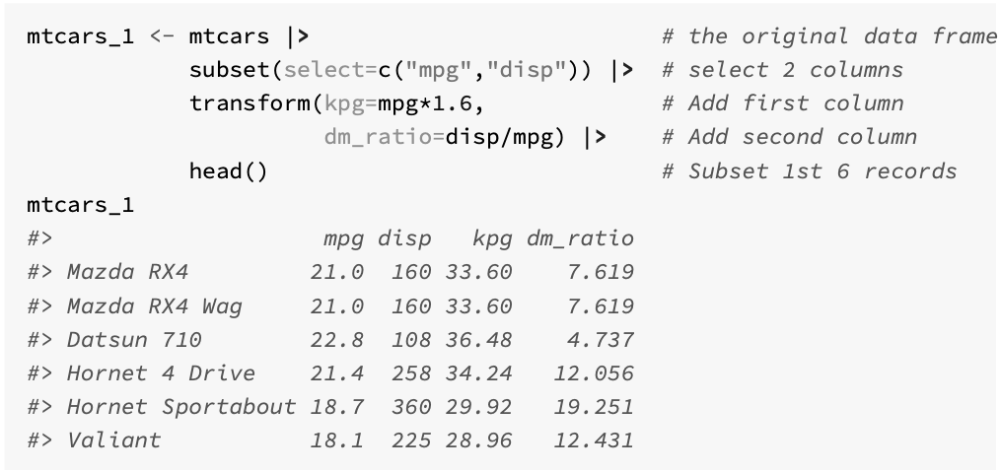 mtcars_1 <- mtcars |> # the original data frame
subset(select=c("mpg","disp")) |> # select 2 columns
transform(kpg=mpg*1.6, # Add first column
dm_ratio=disp/mpg) |> # Add second column
head() # Subset 1st 6 records
mtcars_1
#> mpg disp kpg dm_ratio
#> Mazda RX4 21.0 160 33.60 7.619
#> Mazda RX4 Wag 21.0 160 33.60 7.619
#> Datsun 710 22.8 108 36.48 4.737
#> Hornet 4 Drive 21.4 258 34.24 12.056
#> Hornet Sportabout 18.7 360 29.92 19.251
#> Valiant 18.1 225 28.96 12.431